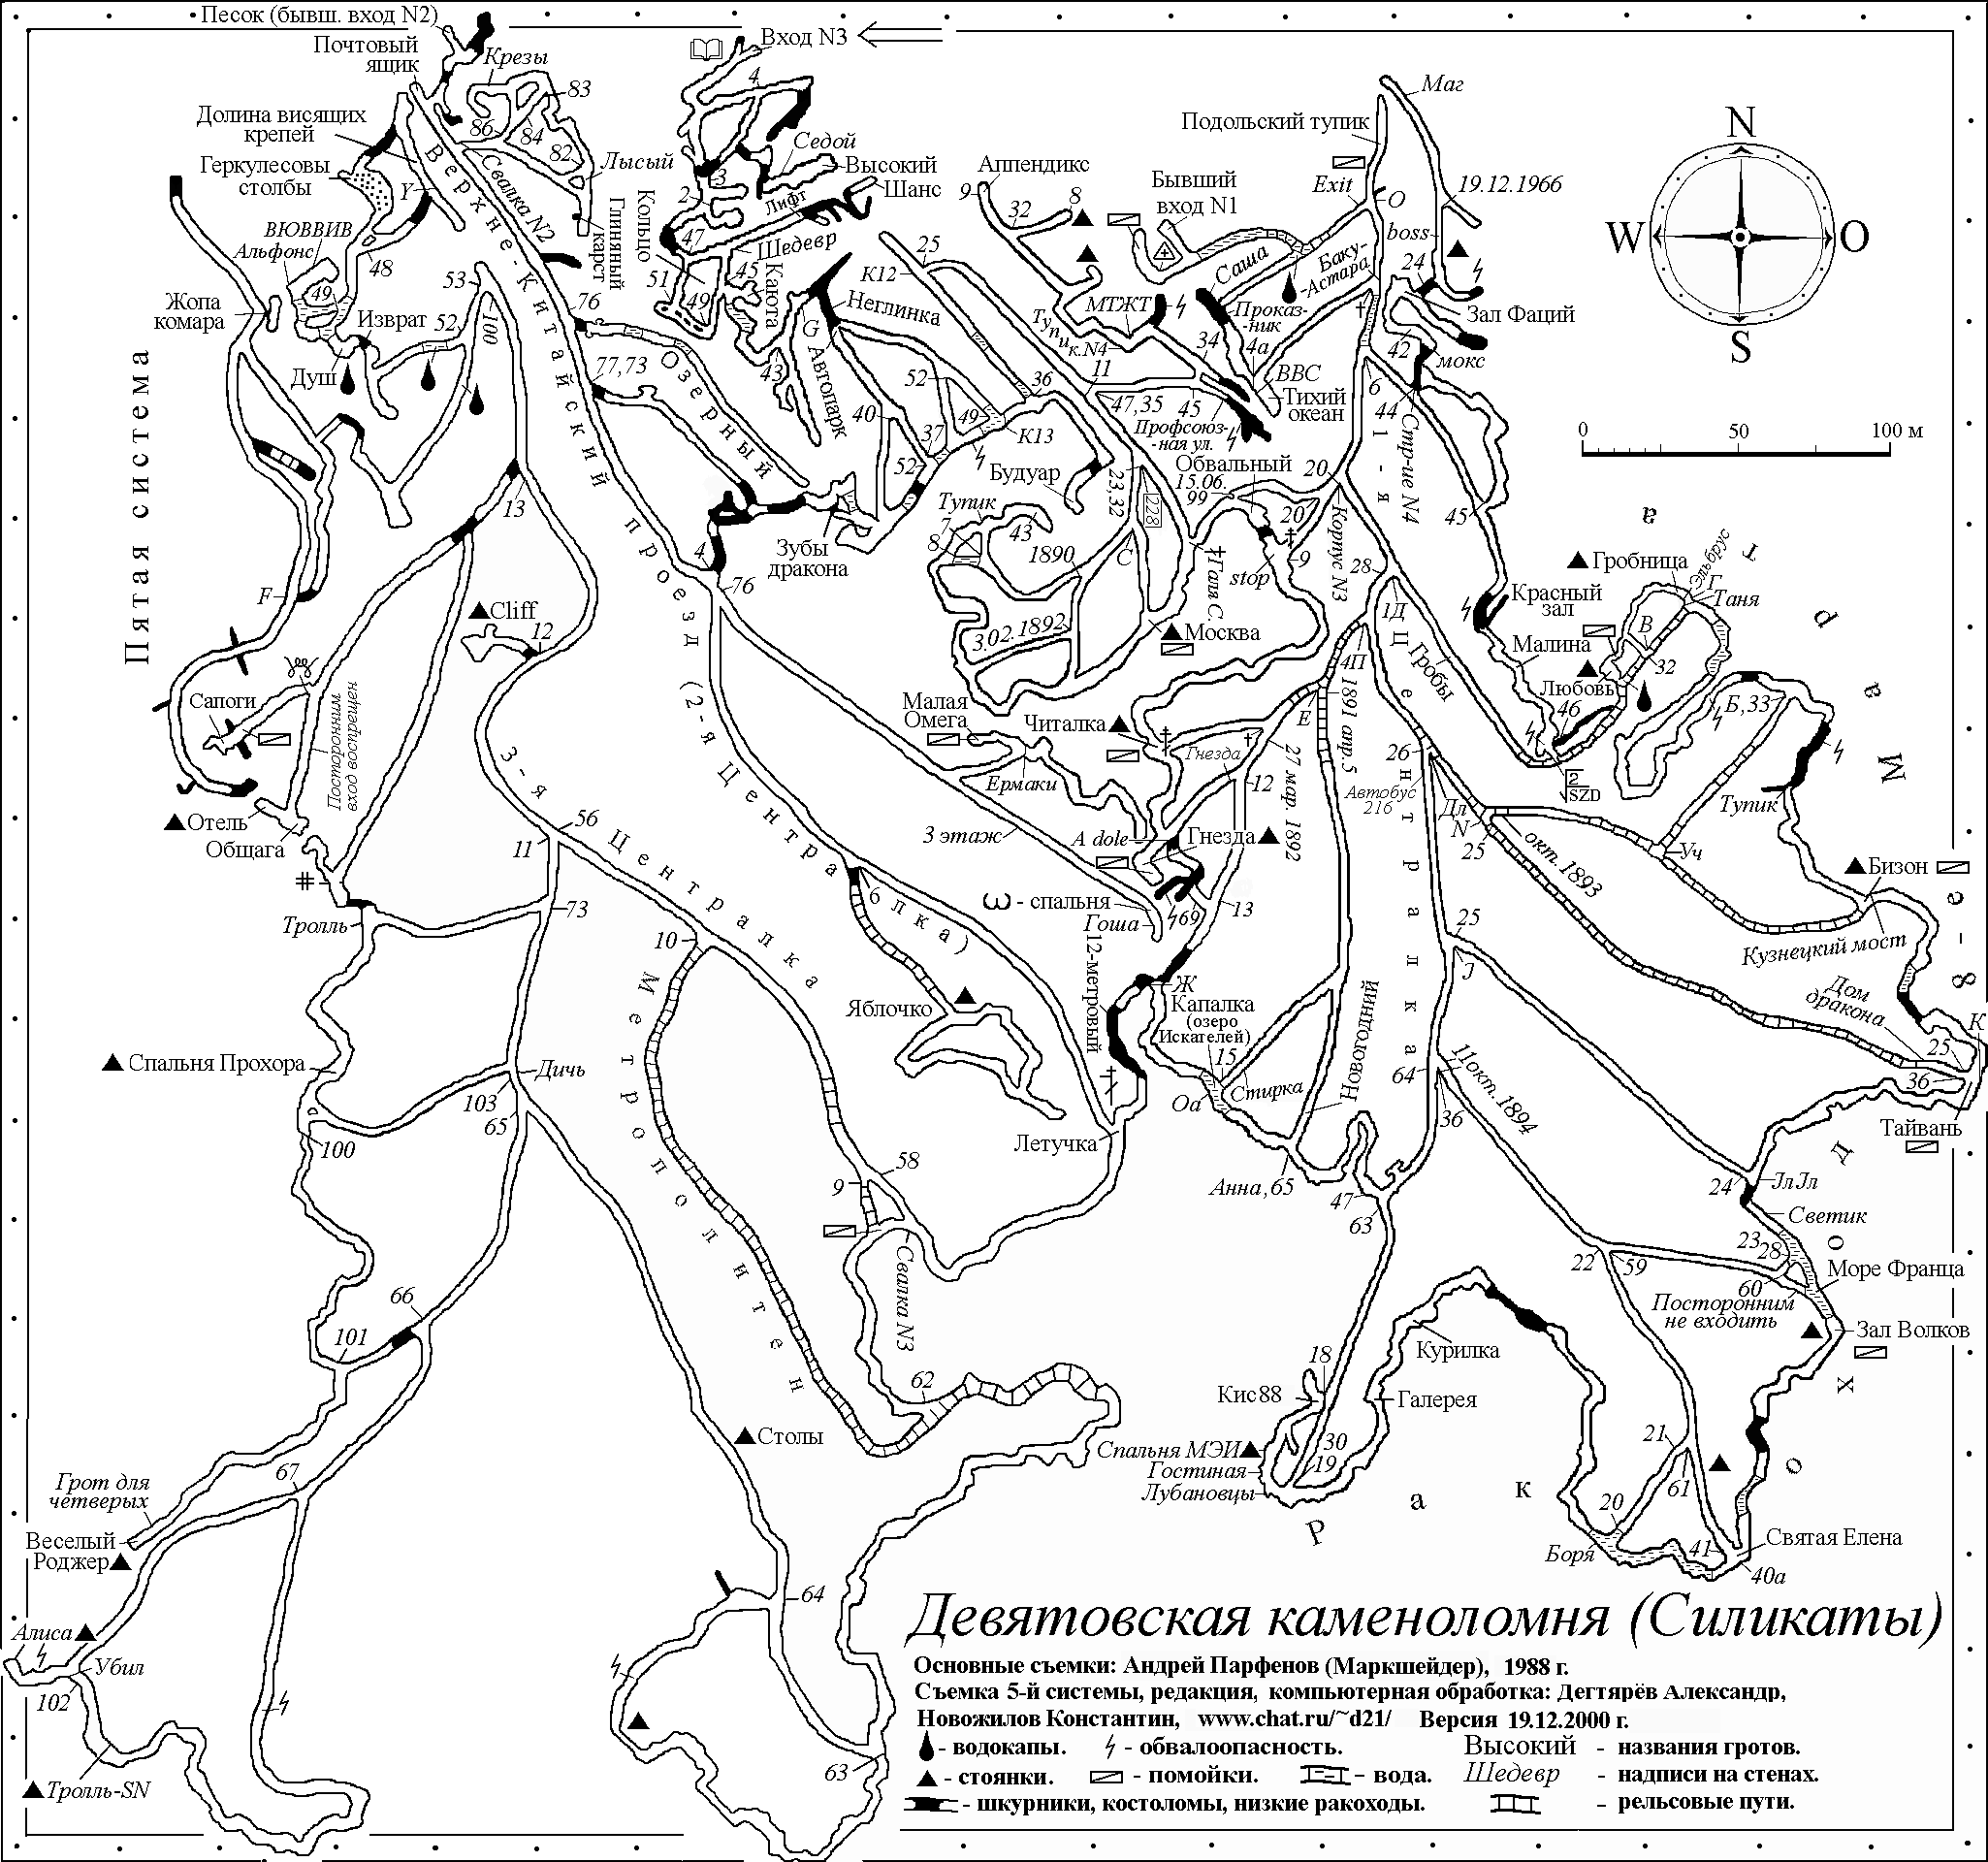 Песок (бывш. вход N2)
Почтовый
ящик
Крезы
83
84
86
82
Лысый
Долина висящих
крепей
Геркулесовы
столбы
Y
Свалка N2
Глиняный
карст
ВЮВВИВ
Альфонс
48
49
53
52
100
Изврат
Душ
Жопа
комара
Пятая система
F
Верхне-Китайский проезд (2-я Централка)
бпка)
76
77,73
Озерный
13
4
76
Вход N3
4
3
2
Седой
Высокий
Шанс
Лифт
Кольцо
47
Шедевр
51
49
45
Каюта
43
G
Автопарк
Неглинка
К12
25
52
40
37
52
49
36
К13
Зубы
дракона
Аппендикс
9
32
8
Бывший
вход N1
Тупик N4
МТЖТ
11
47,35
34
45
Профсоюз-
-ная ул.
Саша
Проказ-
ник
4а
ВВС
Тихий
океан
Баку-
-Астара
Подольский тупик
Exit
О
Маг
19.12.1966
boss
24
Зал Фаций
42
мокс
6
44
Стр-ие N4
45
1-я Централка
N
W
O
S
0
50
100 м
Будуар
Тупик
7
8
43
1890
С
23,32
228
3.02.1892
Москва
Галя С.
Обвальный
15.06.
99
stop
20
20
9
Корпус N3
28
1Д
Гробы
4П
1891 апр.5
Е
27 мар. 1892
Красный
зал
Малина
Гробница
Эльбрус
Г.
Таня
В
32
Любовь
46
2
SZD
Б,33
Тупик
Драма-8-е
Cliff
12
Сапоги
Посторонним
вход воспрещен
Отель
Общага
Тролль
3-я Централка
56
11
73
10
Метрополитен
Малая
Омега
Ермаки
Читалка
Гнезда
12
3 этаж
A dole
Гнезда
З - спальня
Гоша
69
13
12-метровый
Ж
Капалка
(озеро
Искателей)
15
Оа
Стирка
Новогодний
Автобус
216
26
Дл
N
25
окт.1893
Уч
Бизон
Кузнецкий мост
Дом
дракона
К
25
36
Тайвань
25
J
64
11окт.1894
36
Яблочко
Летучка
Анна,65
47
63
24
JлJл
Светик
23
28
Море Франца
60
22
59
Посторонним
не входить
Зал Волков
Спальня Прохора
Дичь
103
65
100
66
101
58
9
Свалка N3
62
Столы
67
Грот для
четверых
Веселый
Роджер
Алиса
Убил
102
Тролль-SN
64
63
18
Кис88
Курилка
Галерея
Спальня МЭИ
Гостиная
Лубановцы
30
19
Ракоход
21
61
20
Боря
41
Святая Елена
40а
Девятовская каменоломня (Силикаты)
Основные съемки: Андрей Парфенов (Маркшейдер), 1988 г.
Съемка 5-й системы, редакция, компьютерная обработка: Дегтярёв Александр,
Новожилов Константин, www.chat.ru/~d21/ Версия 19.12.2000 г.
- водокапы. - обвалоопасность. Высокий - названия гротов.
- стоянки. - помойки. - вода. Шедевр - надписи на стенах.
- шкурники, костоломы, низкие ракоходы. - рельсовые пути.